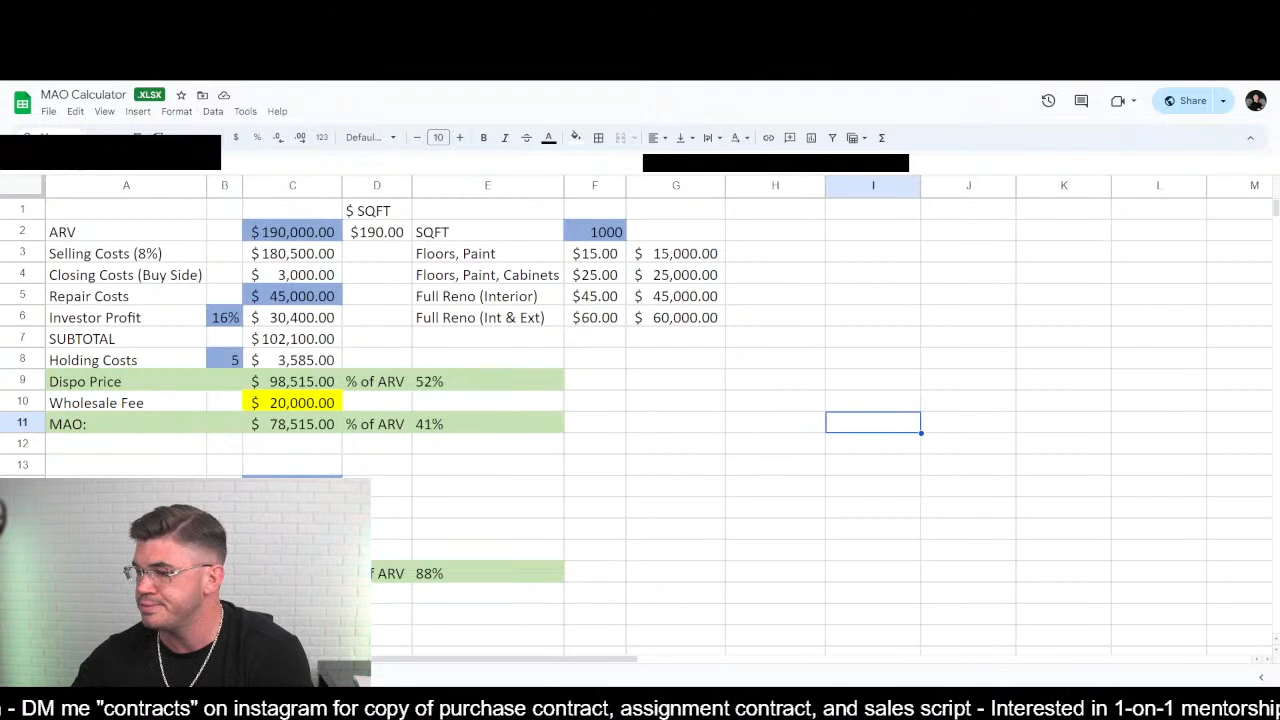 MAO Calculator .XLSX
File Edit View Insert Format Data Tools Help
Share
$ % .0 .00 123 Defaul... 10 B I A Σ
A B C D E F G H I J K L M
1 $ SQFT
2 ARV $190,000.00 $190.00 SQFT 1000
3 Selling Costs (8%) $180,500.00 Floors, Paint $15.00 $ 15,000.00
4 Closing Costs (Buy Side) $ 3,000.00 Floors, Paint, Cabinets $25.00 $ 25,000.00
5 Repair Costs $ 45,000.00 Full Reno (Interior) $45.00 $ 45,000.00
6 Investor Profit 16% $ 30,400.00 Full Reno (Int & Ext) $60.00 $ 60,000.00
7 SUBTOTAL $102,100.00
8 Holding Costs 5 $ 3,585.00
9 Dispo Price $ 98,515.00 % of ARV 52%
10 Wholesale Fee $ 20,000.00
11 MAO: $ 78,515.00 % of ARV 41%
12
13
f ARV 88%
- DM me "contracts" on instagram for copy of purchase contract, assignment contract, and sales script - Interested in 1-on-1 mentorship